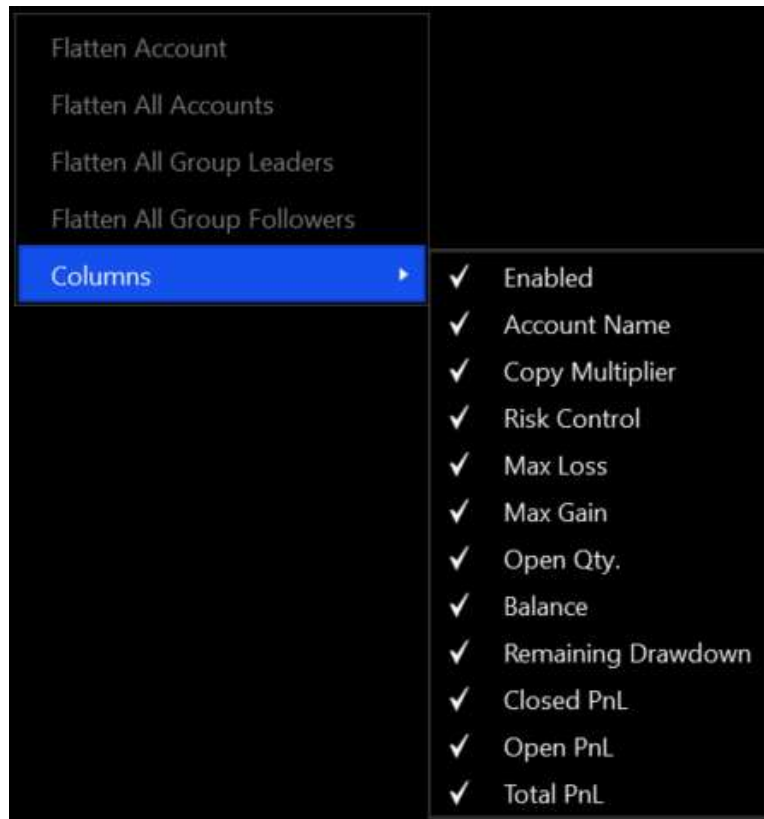 Flatten Account
Flatten All Accounts
Flatten All Group Leaders
Flatten All Group Followers
Columns
Enabled
Account Name
Copy Multiplier
Risk Control
Max Loss
Max Gain
Open Qty.
Balance
Remaining Drawdown
Closed PnL
Open PnL
Total PnL